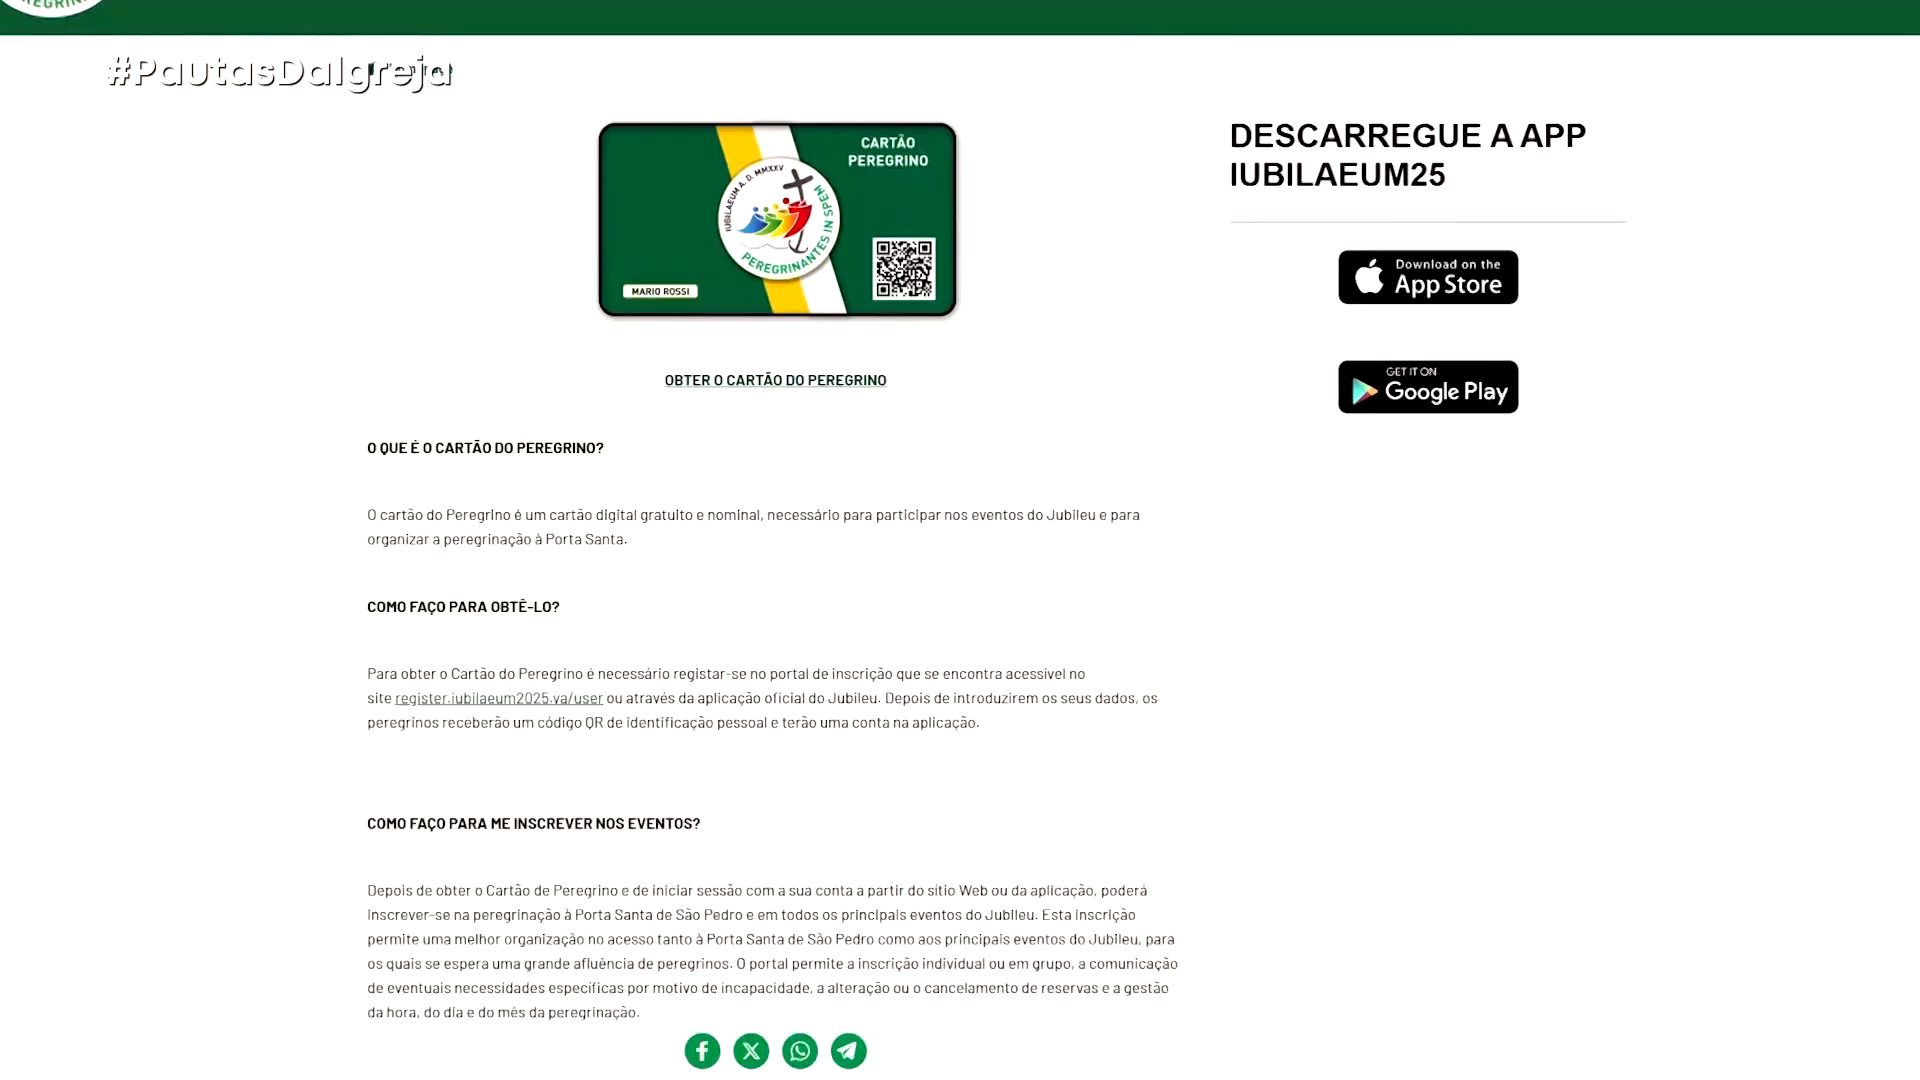 #PautasDaIgreja
CARTÃO
PEREGRINO
IUBILAEUM A. D. MMXXV
PEREGRINANTES IN SPEM
MARIO ROSSI
OBTER O CARTÃO DO PEREGRINO
O QUE É O CARTÃO DO PEREGRINO?
O cartão do Peregrino é um cartão digital gratuito e nominal, necessário para participar nos eventos do Jubileu e para
organizar a peregrinação à Porta Santa.
COMO FAÇO PARA OBTÊ-LO?
Para obter o Cartão do Peregrino é necessário registar-se no portal de inscrição que se encontra acessível no
site register.iubilaeum2025.va/user ou através da aplicação oficial do Jubileu. Depois de introduzirem os seus dados, os
peregrinos receberão um código QR de identificação pessoal e terão uma conta na aplicação.
COMO FAÇO PARA ME INSCREVER NOS EVENTOS?
Depois de obter o Cartão de Peregrino e de iniciar sessão com a sua conta a partir do sítio Web ou da aplicação, poderá
inscrever-se na peregrinação à Porta Santa de São Pedro e em todos os principais eventos do Jubileu. Esta inscrição
permite uma melhor organização no acesso tanto à Porta Santa de São Pedro como aos principais eventos do Jubileu, para
os quais se espera uma grande afluência de peregrinos. O portal permite a inscrição individual ou em grupo, a comunicação
de eventuais necessidades específicas por motivo de incapacidade, a alteração ou o cancelamento de reservas e a gestão
da hora, do dia e do mês da peregrinação.
DESCARREGUE A APP
IUBILAEUM25
Download on the
App Store
GET IT ON
Google Play